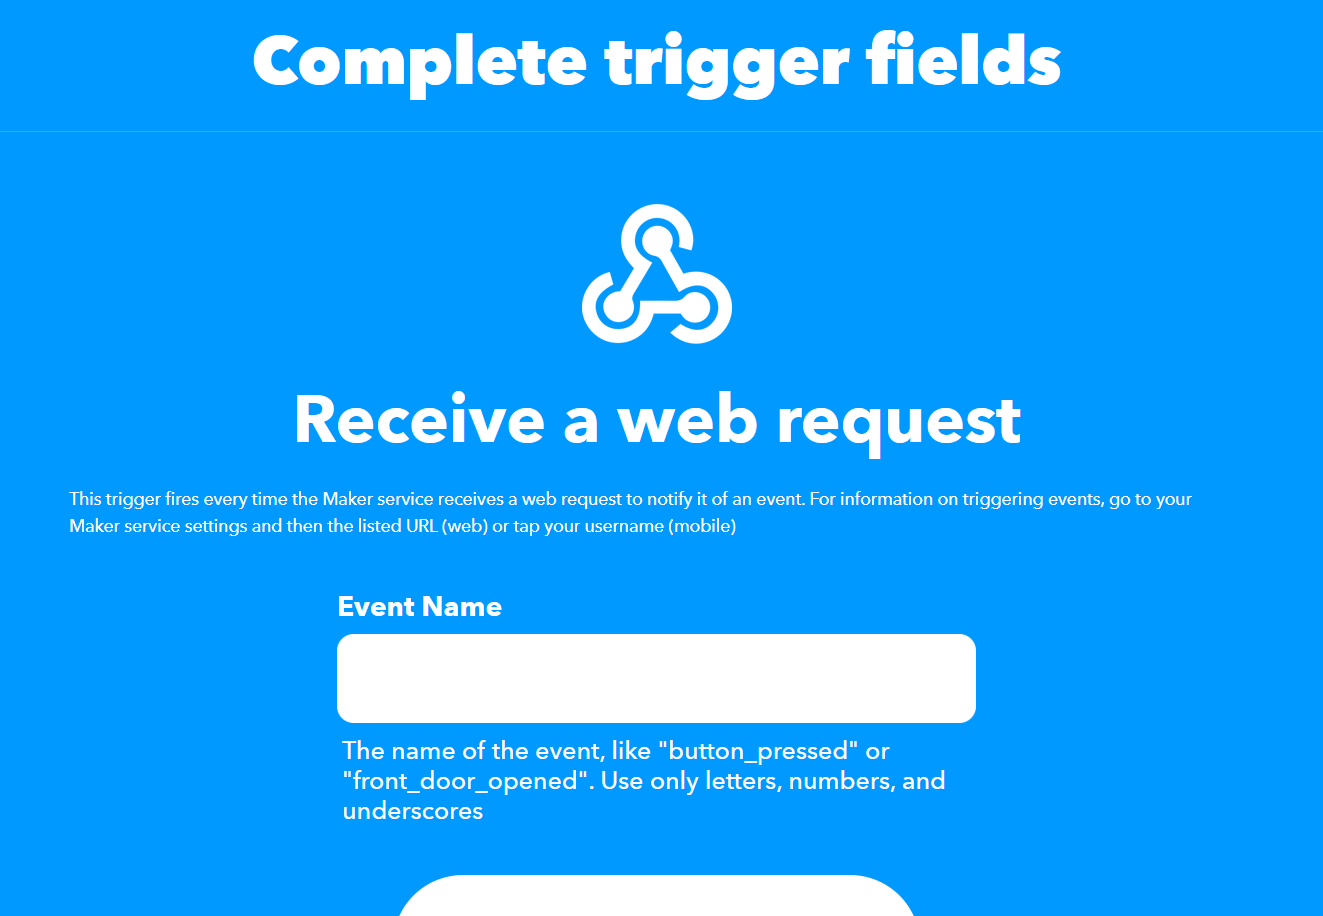 Complete trigger fields
Receive a web request
This trigger fires every time the Maker service receives a web request to notify it of an event. For information on triggering events, go to your
Maker service settings and then the listed URL (web) or tap your username (mobile)
Event Name
The name of the event, like "button_pressed" or
"front_door_opened". Use only letters, numbers, and
underscores